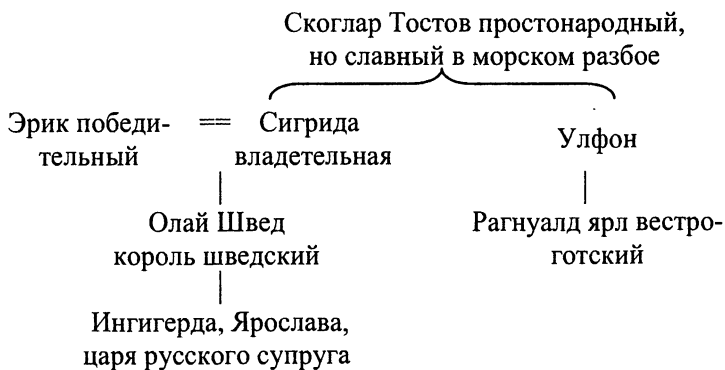 Скоглар Тостов простонародный,
но славный в морском разбое
Эрик победи-
тельный
==
Сигрида
владетельная
Улфон
Олай Швед
король шведский
Рагнуалд ярл вестро-
готский
Ингигерда, Ярослава,
царя русского супруга